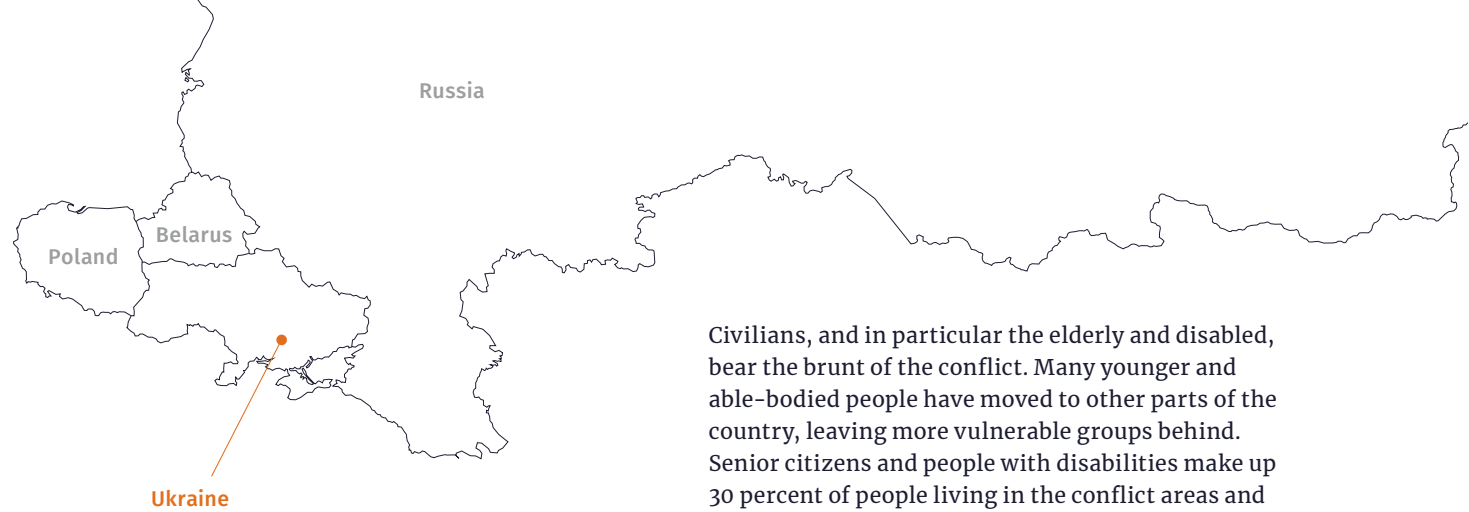 Russia
Belarus
Poland
Ukraine
Civilians, and in particular the elderly and disabled,
bear the brunt of the conflict. Many younger and
able-bodied people have moved to other parts of the
country, leaving more vulnerable groups behind.
Senior citizens and people with disabilities make up
30 percent of people living in the conflict areas and